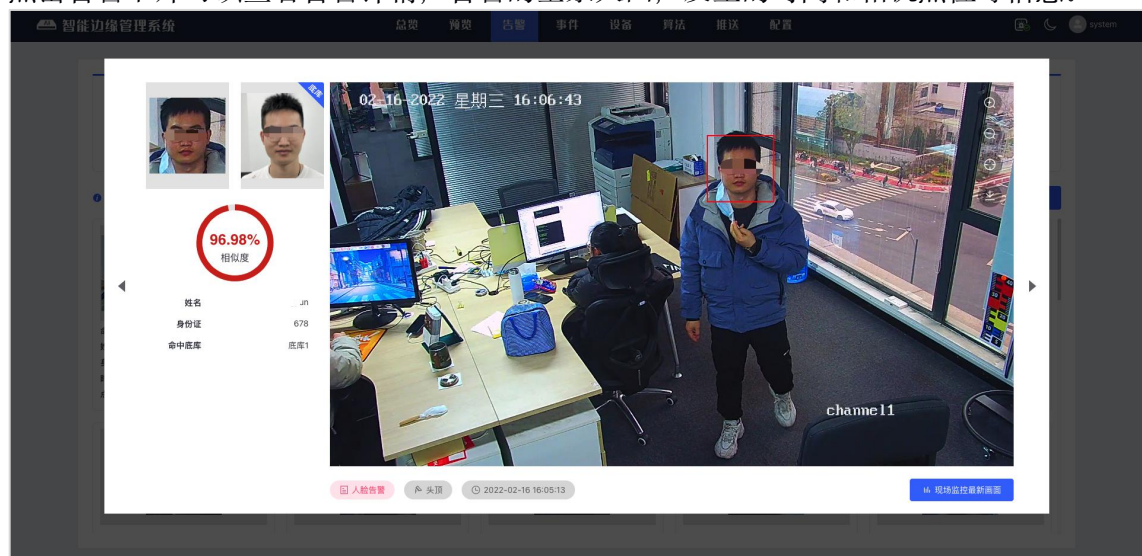 智能边缘管理系统
总览 预览 告警 事件 设备 算法 推送 配置
system
底库
02-16-2022 星期三 16:06:43
96.98%
相似度
姓名 un
身份证 678
命中底库 底库1
channel1
人脸告警 头顶 2022-02-16 16:05:13
现场监控最新画面